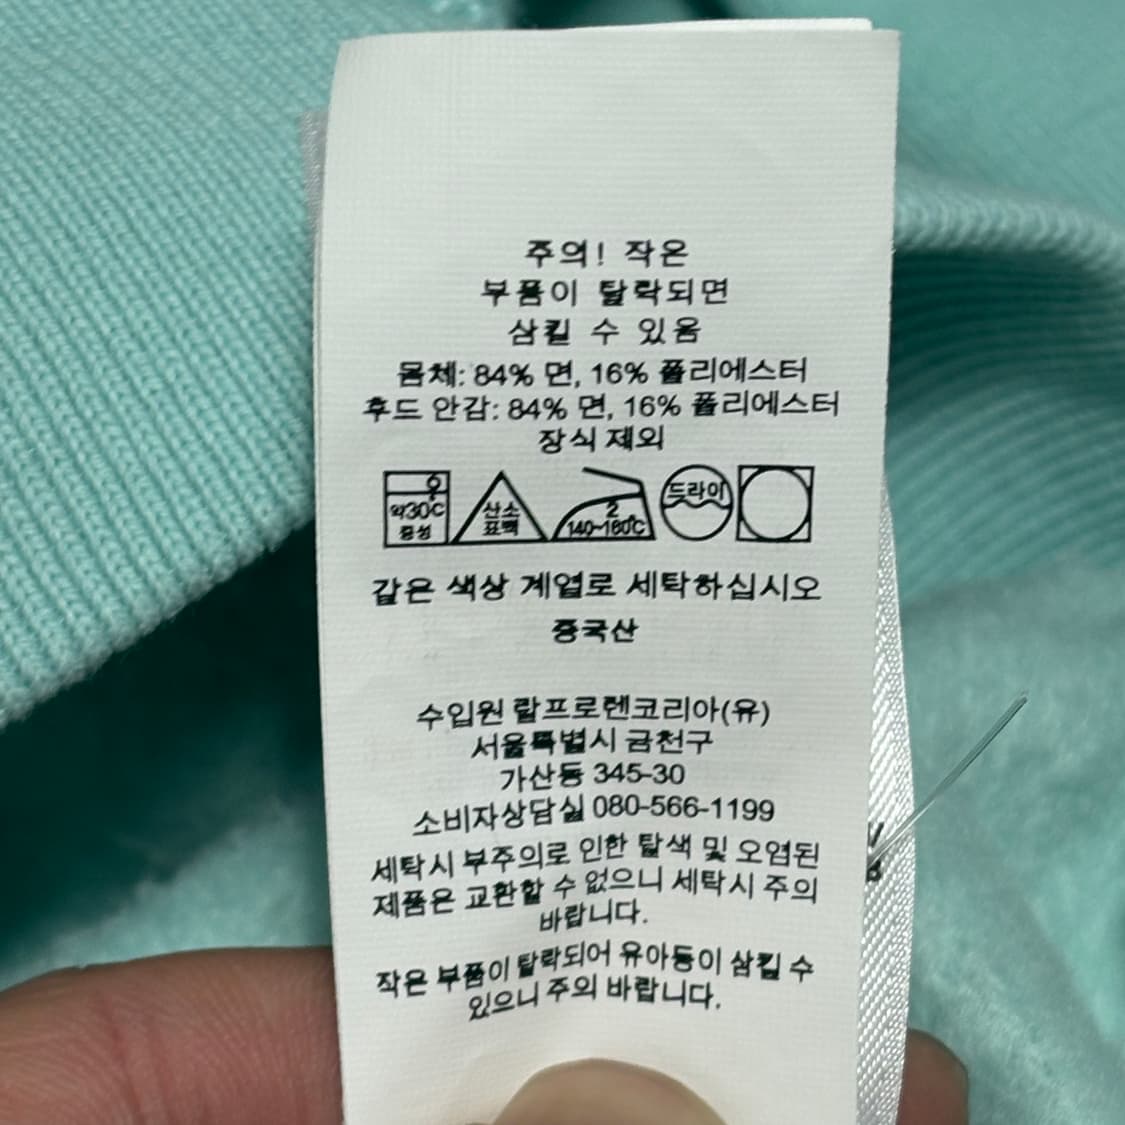 주의! 작은
부품이 탈락되면
삼킬 수 있음
몸체: 84% 면, 16% 폴리에스터
후드 안감: 84% 면, 16% 폴리에스터
장식 제외
약30℃ 중성
산소 표백
2 140~160℃
드라이
같은 색상 계열로 세탁하십시오
중국산
수입원 랄프로렌코리아(유)
서울특별시 금천구
가산동 345-30
소비자상담실 080-566-1199
세탁시 부주의로 인한 탈색 및 오염된
제품은 교환할 수 없으니 세탁시 주의
바랍니다.
작은 부품이 탈락되어 유아등이 삼킬 수
있으니 주의 바랍니다.